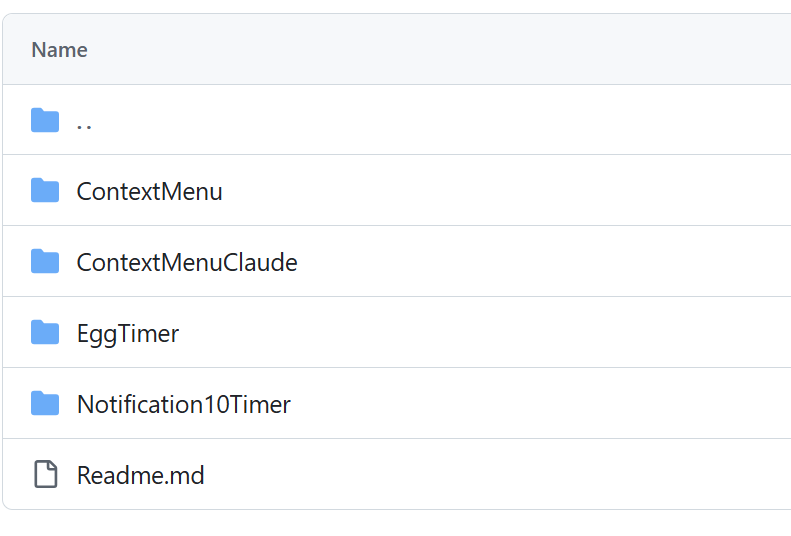 Name
..
ContextMenu
ContextMenuClaude
EggTimer
Notification10Timer
Readme.md